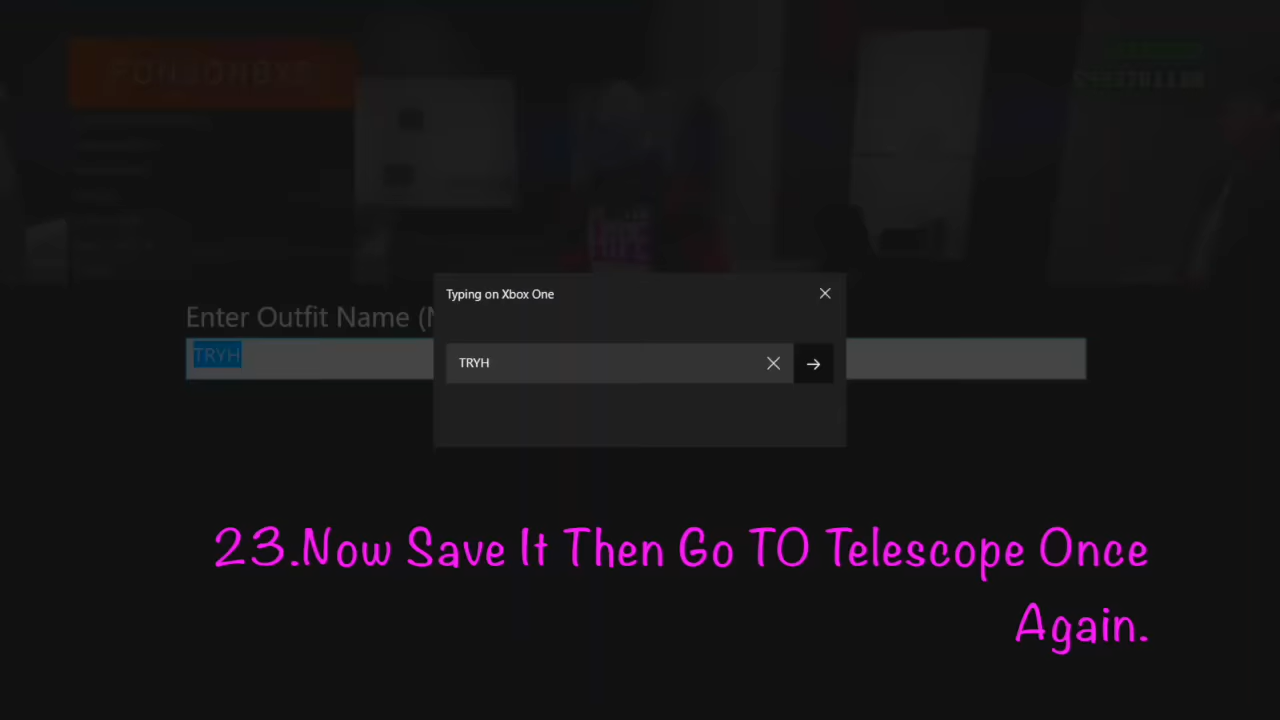 Enter Outfit Name (
TRYH
Typing on Xbox One
TRYH
23.Now Save It Then Go TO Telescope Once
Again.
HYPE